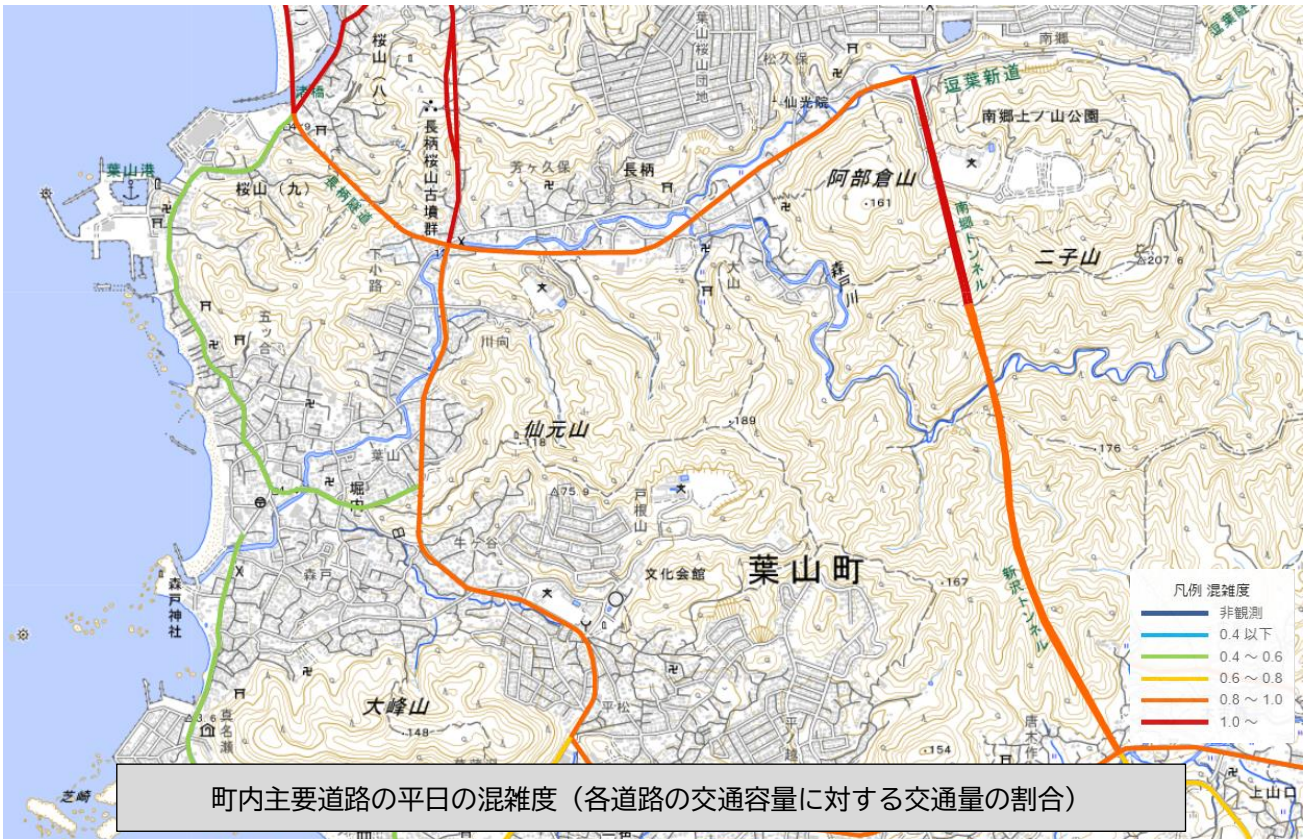 桜山(八)
渚橋
葉山桜山団地
松久保
南郷
逗葉新道
仙光院
南郷上ノ山公園
長柄桜山古墳群
葉山港
桜山(九)
長柄隧道
芳ヶ久保
長柄
阿部倉山
161
南郷トンネル
二子山
207.6
下小路
大山
森戸川
五ッ合
川向
仙元山
118
189
176
葉山
堀内
75.9
戸根山
牛ケ谷
森戸
文化会館
葉山町
167
新沢トンネル
森戸神社
大峰山
148
平松
真名瀬
3.6
154
唐木作
芝崎
一色
上山口
凡例 混雑度
非観測
0.4 以下
0.4 ～ 0.6
0.6 ～ 0.8
0.8 ～ 1.0
1.0 ～
町内主要道路の平日の混雑度(各道路の交通容量に対する交通量の割合)